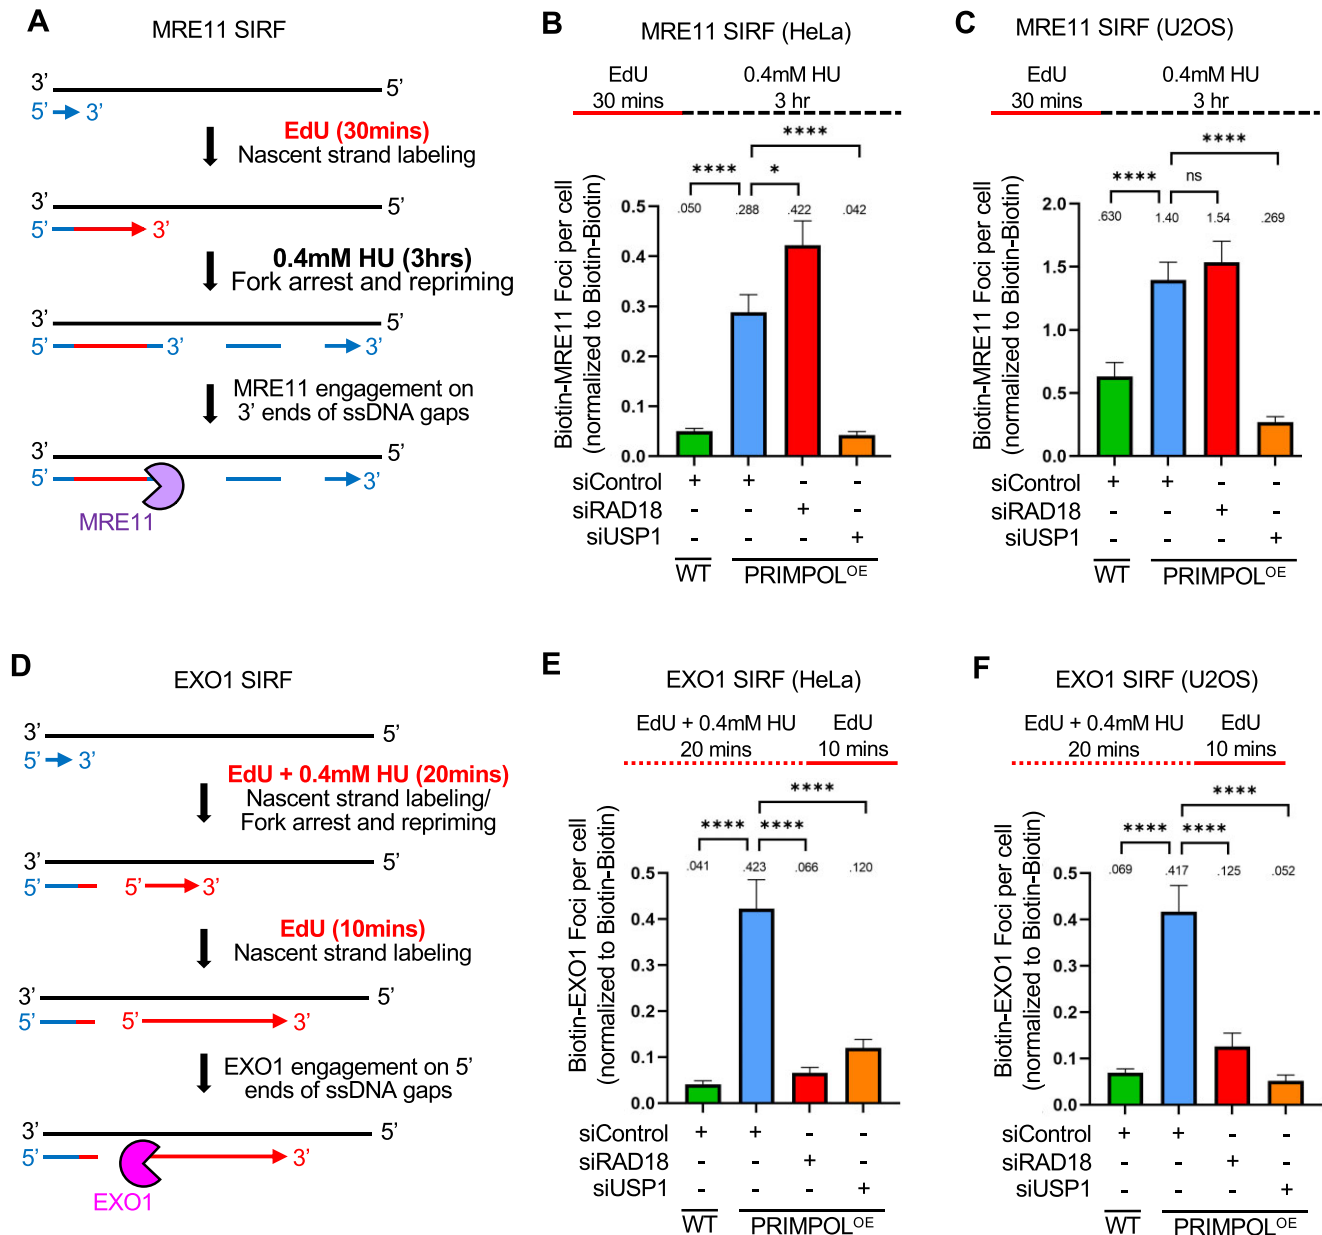 A
MRE11 SIRF
3' 5'
5' 3'
EdU (30mins)
Nascent strand labeling
3' 5'
5' 3'
0.4mM HU (3hrs)
Fork arrest and repriming
3' 5'
5' 3' 3'
MRE11 engagement on
3' ends of ssDNA gaps
3' 5'
5' 3'
MRE11
B
MRE11 SIRF (HeLa)
EdU 0.4mM HU
30 mins 3 hr
****
**** *
.050 .288 .422 .042
Biotin-MRE11 Foci per cell
(normalized to Biotin-Biotin)
0.5
0.4
0.3
0.2
0.1
0.0
siControl + + - -
siRAD18 - - + -
siUSP1 - - - +
WT PRIMPOLᴼᴱ
C
MRE11 SIRF (U2OS)
EdU 0.4mM HU
30 mins 3 hr
****
**** ns
.630 1.40 1.54 .269
Biotin-MRE11 Foci per cell
(normalized to Biotin-Biotin)
2.0
1.5
1.0
0.5
0.0
siControl + + - -
siRAD18 - - + -
siUSP1 - - - +
WT PRIMPOLᴼᴱ
D
EXO1 SIRF
3' 5'
5' 3'
EdU + 0.4mM HU (20mins)
Nascent strand labeling/
Fork arrest and repriming
3' 5'
5' 5' 3'
EdU (10mins)
Nascent strand labeling
3' 5'
5' 5' 3'
EXO1 engagement on 5'
ends of ssDNA gaps
3' 5'
5' 3'
EXO1
E
EXO1 SIRF (HeLa)
EdU + 0.4mM HU EdU
20 mins 10 mins
****
**** ****
.041 .423 .066 .120
Biotin-EXO1 Foci per cell
(normalized to Biotin-Biotin)
0.5
0.4
0.3
0.2
0.1
0.0
siControl + + - -
siRAD18 - - + -
siUSP1 - - - +
WT PRIMPOLᴼᴱ
F
EXO1 SIRF (U2OS)
EdU + 0.4mM HU EdU
20 mins 10 mins
****
**** ****
.069 .417 .125 .052
Biotin-EXO1 Foci per cell
(normalized to Biotin-Biotin)
0.5
0.4
0.3
0.2
0.1
0.0
siControl + + - -
siRAD18 - - + -
siUSP1 - - - +
WT PRIMPOLᴼᴱ